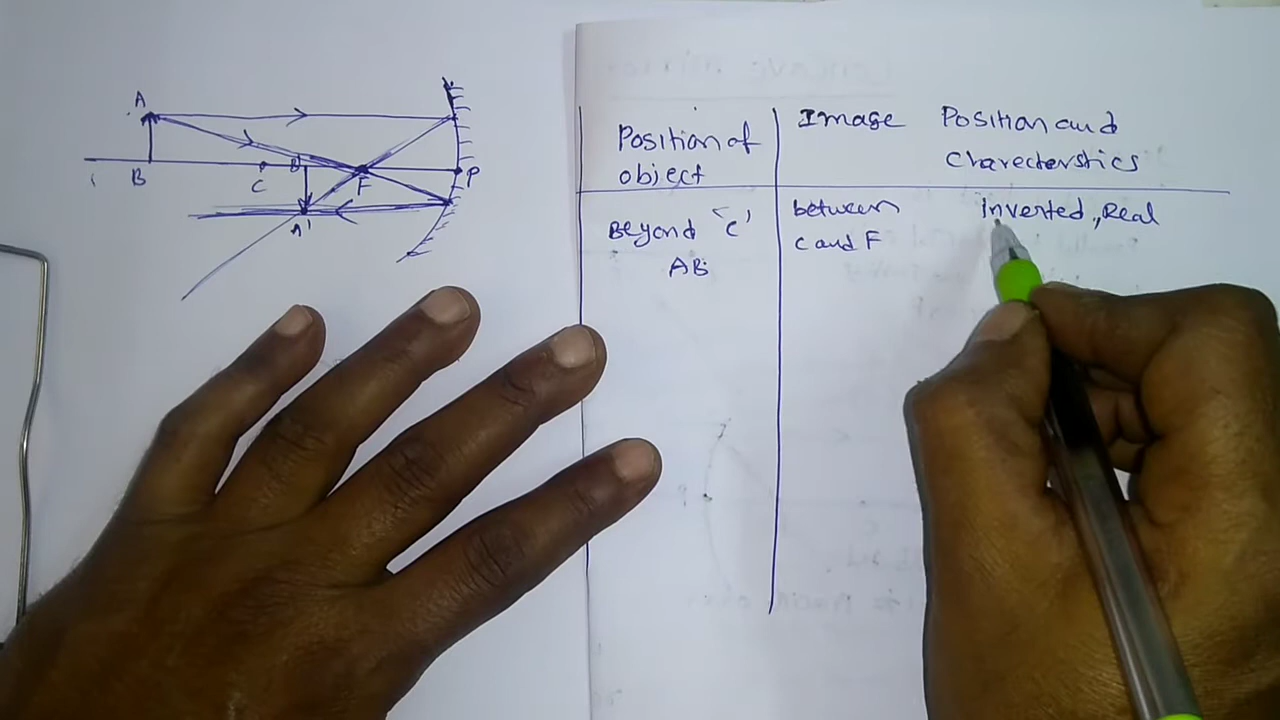 A
B
C
B'
F
P
A'
Position of
object
Image Position and
Charecterstics
Beyond 'c'
AB
between
C and F
Inverted, Real